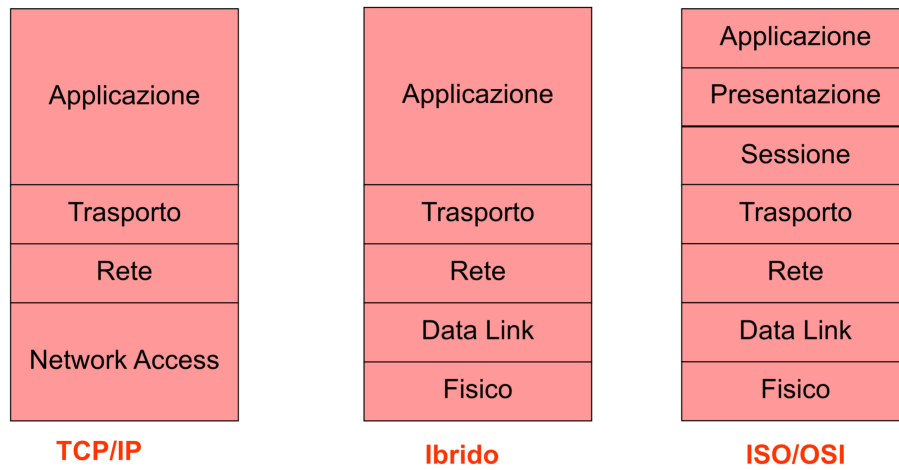 Applicazione
Trasporto
Rete
Network Access
TCP/IP
Applicazione
Trasporto
Rete
Data Link
Fisico
Ibrido
Applicazione
Presentazione
Sessione
Trasporto
Rete
Data Link
Fisico
ISO/OSI